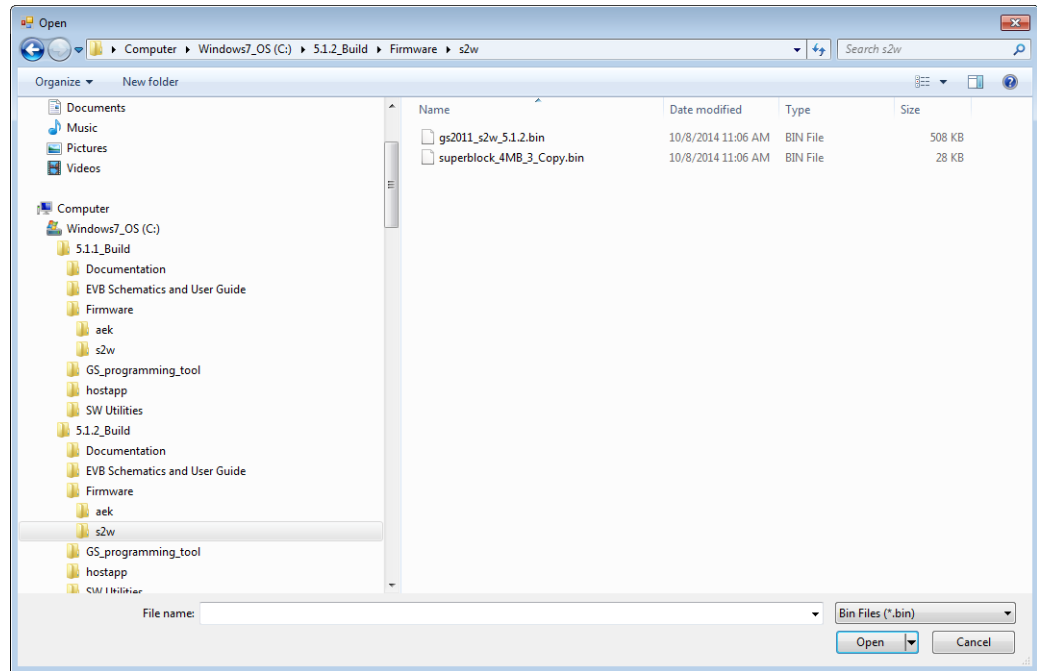 Open
Computer Windows7_OS (C:) 5.1.2_Build Firmware s2w
Search s2w
Organize
New folder
Documents
Music
Pictures
Videos
Computer
Windows7_OS (C:)
5.1.1_Build
Documentation
EVB Schematics and User Guide
Firmware
aek
s2w
GS_programming_tool
hostapp
SW Utilities
5.1.2_Build
Documentation
EVB Schematics and User Guide
Firmware
aek
s2w
GS_programming_tool
hostapp
SW Utilities
Name Date modified Type Size
gs2011_s2w_5.1.2.bin 10/8/2014 11:06 AM BIN File 508 KB
superblock_4MB_3_Copy.bin 10/8/2014 11:06 AM BIN File 28 KB
File name:
Bin Files (*.bin)
Open
Cancel